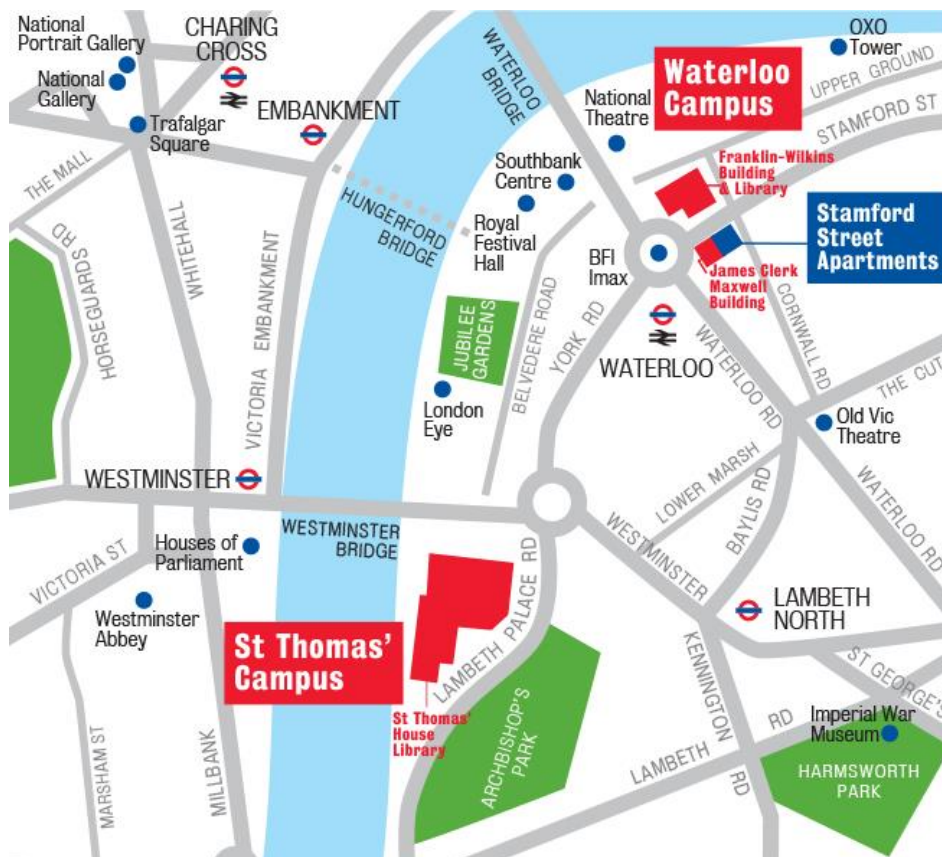 National
Portrait Gallery
National
Gallery
CHARING
CROSS
EMBANKMENT
Trafalgar
Square
THE MALL
HORSEGUARDS RD
WHITEHALL
VICTORIA EMBANKMENT
HUNGERFORD
BRIDGE
WATERLOO
BRIDGE
National
Theatre
Southbank
Centre
Royal
Festival
Hall
Waterloo
Campus
OXO
Tower
UPPER GROUND
STAMFORD ST
Franklin-Wilkins
Building
& Library
Stamford
Street
Apartments
James Clerk
Maxwell
Building
BFI
Imax
WATERLOO
JUBILEE
GARDENS
BELVEDERE ROAD
YORK RD
WATERLOO RD
CORNWALL RD
THE CUT
London
Eye
Old Vic
Theatre
LOWER MARSH
BAYLIS RD
WATERLOO RD
WESTMINSTER
WESTMINSTER
BRIDGE
WESTMINSTER
Houses of
Parliament
VICTORIA ST
Westminster
Abbey
St Thomas’
Campus
LAMBETH PALACE RD
St Thomas’
House
Library
LAMBETH
NORTH
KENNINGTON
RD
ST GEORGE'S
Imperial War
Museum
LAMBETH
RD
HARMSWORTH
PARK
ARCHBISHOP'S
PARK
MARSHAM ST
MILLBANK